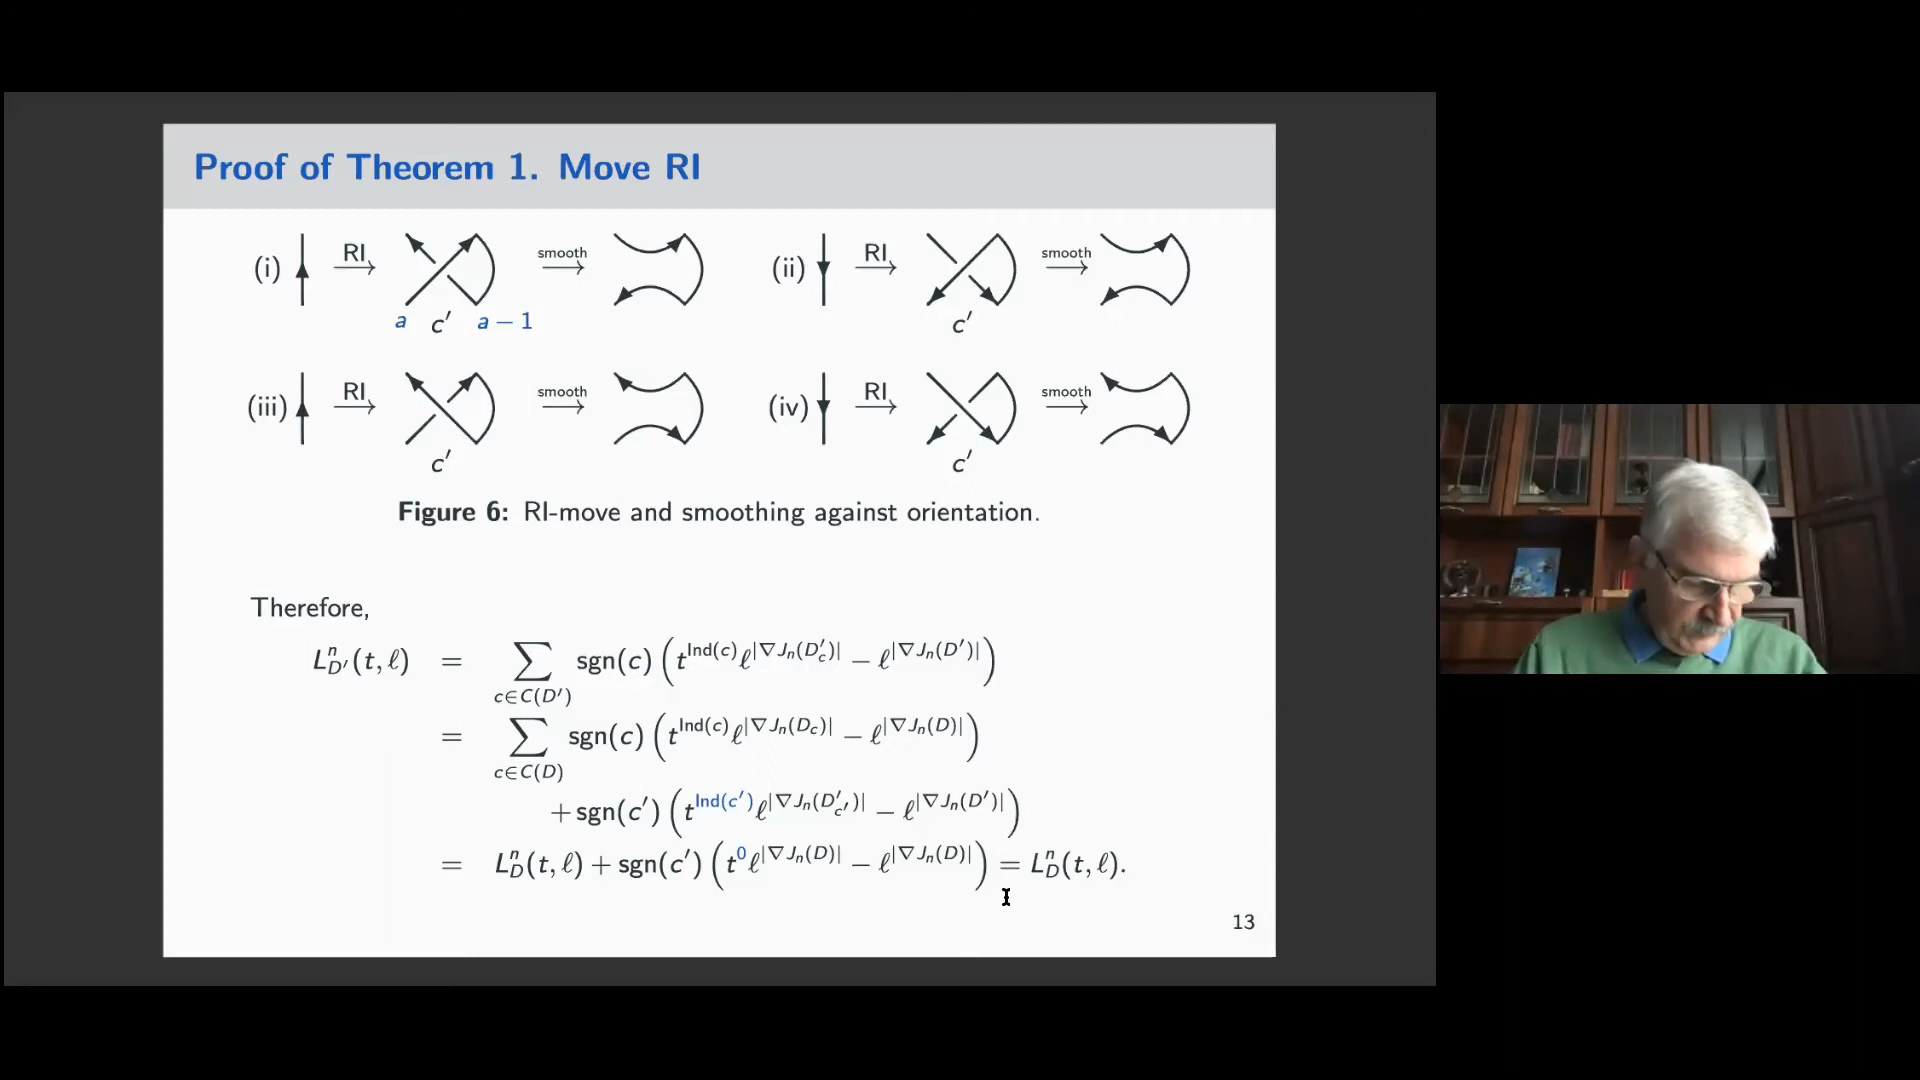 Proof of Theorem 1. Move RI
(i) RI → smooth → (ii) RI → smooth →
a c′ a − 1 c′
(iii) RI → smooth → (iv) RI → smooth →
c′ c′
Figure 6: RI-move and smoothing against orientation.
Therefore,
L^n_{D′}(t, ℓ) = ∑_{c∈C(D′)} sgn(c) (t^{Ind(c)} ℓ^{|∇J_n(D′_c)|} − ℓ^{|∇J_n(D′)|})
= ∑_{c∈C(D)} sgn(c) (t^{Ind(c)} ℓ^{|∇J_n(D_c)|} − ℓ^{|∇J_n(D)|})
+ sgn(c′) (t^{Ind(c′)} ℓ^{|∇J_n(D′_{c′})|} − ℓ^{|∇J_n(D′)|})
= L^n_D(t, ℓ) + sgn(c′) (t^0 ℓ^{|∇J_n(D)|} − ℓ^{|∇J_n(D)|}) = L^n_D(t, ℓ).
13